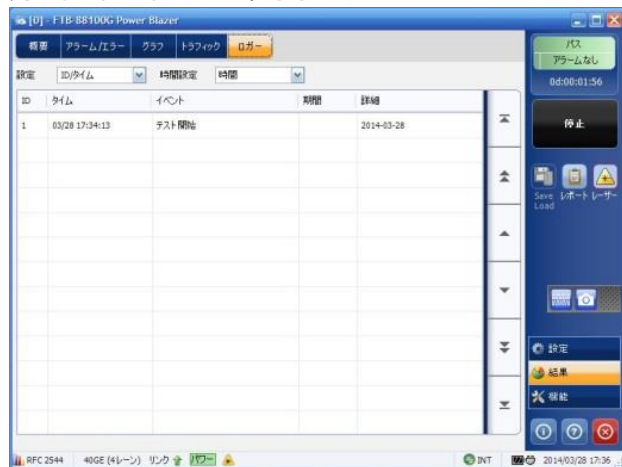 [0] - FTB-88100G Power Blazer
概要 アラーム/エラー グラフ トラフィック ロガー
設定 ID/タイム 時間設定 時間
ID タイム イベント 期間 詳細
1 03/28 17:34:13 テスト開始 2014-03-28
パス
アラームなし
0d:00:01:56
停止
Save
Load
レポート
レーザー
設定
結果
機能
RFC 2544 40GE (4レーン) リンク パワー INT 2014/03/28 17:36